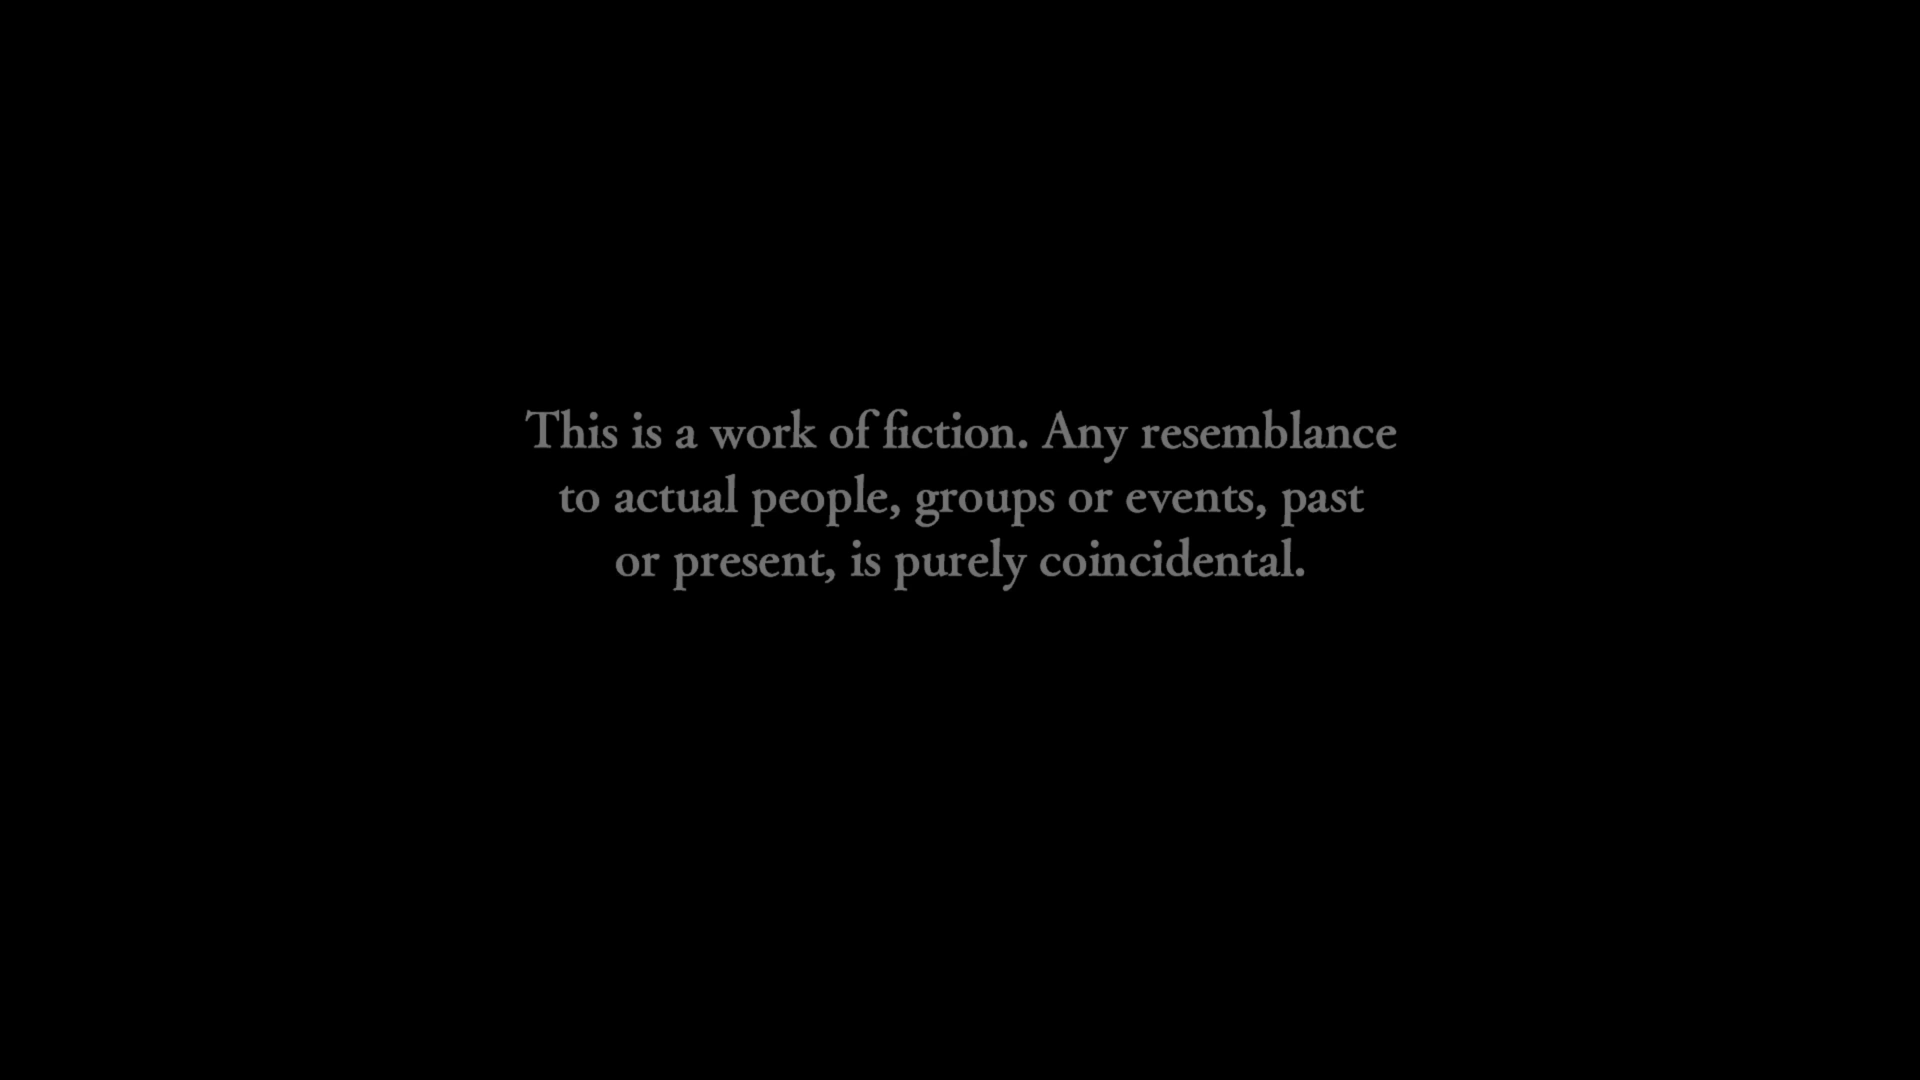 This is a work of fiction. Any resemblance
to actual people, groups or events, past
or present, is purely coincidental.